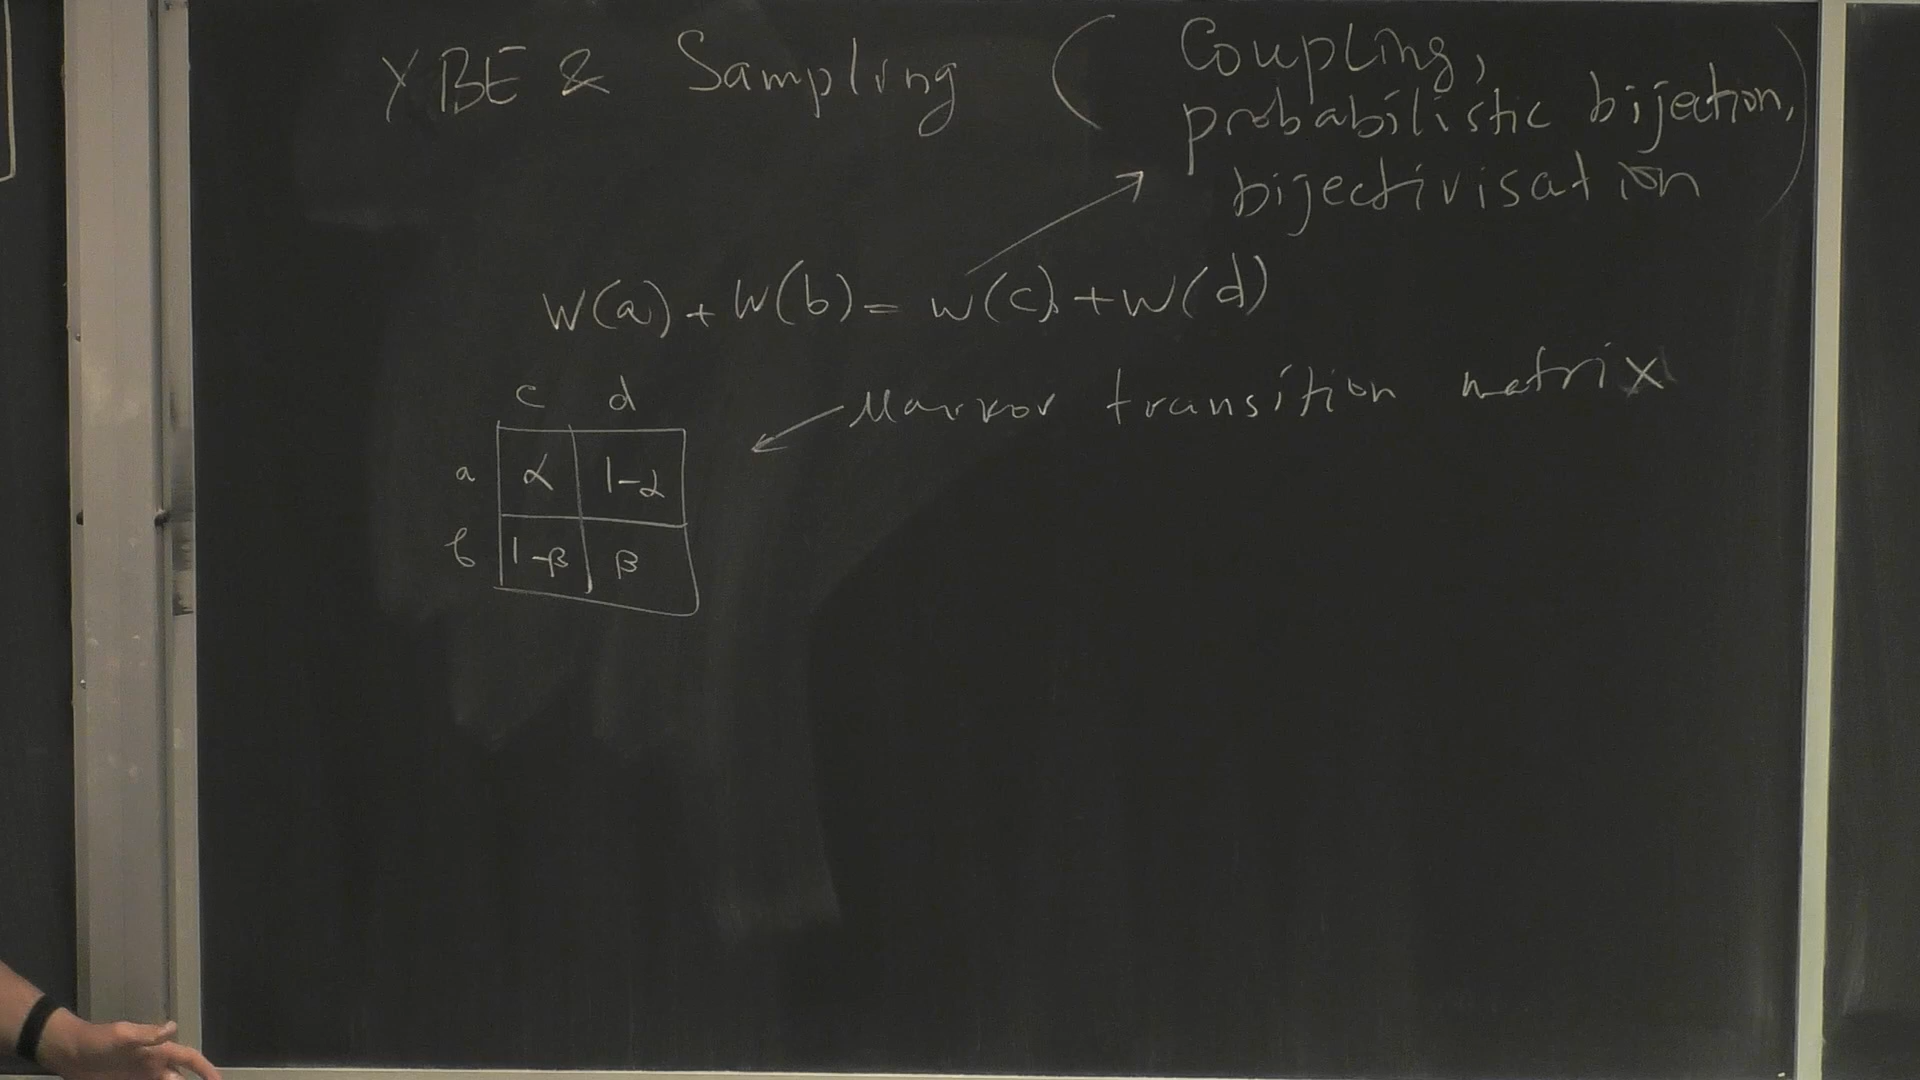 YBE & Sampling (Coupling,
probabilistic bijection,
bijectivisation)
w(a) + w(b) = w(c) + w(d)
c d
← Markov transition matrix
a α 1-α
b 1-β β